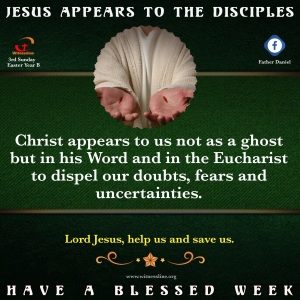 JESUS APPEARS TO THE DISCIPLES
Witnessline
3rd Sunday
Easter Year B
Father Daniel
Christ appears to us not as a ghost
but in his Word and in the Eucharist
to dispel our doubts, fears and
uncertainties.
Lord Jesus, help us and save us.
www.witnessline.org
HAVE A BLESSED WEEK